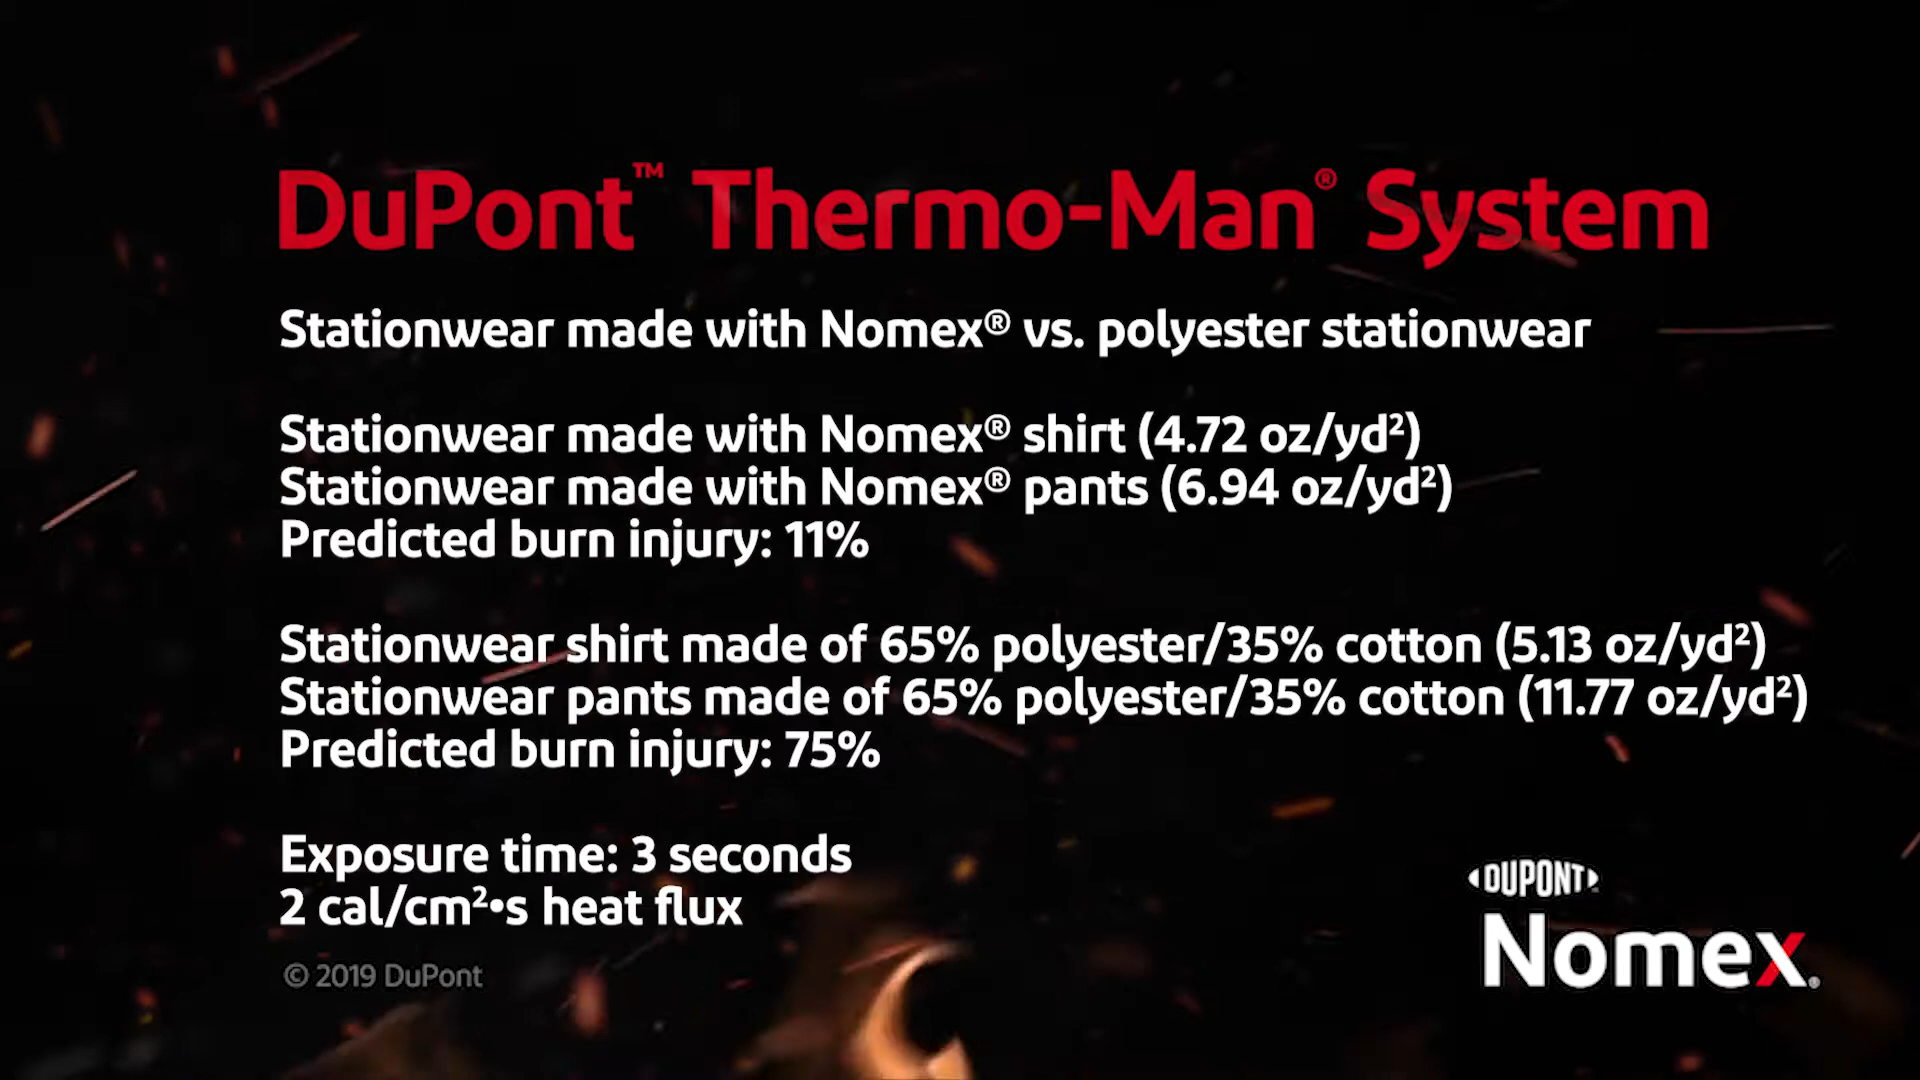 DuPont™ Thermo-Man® System
Stationwear made with Nomex® vs. polyester stationwear
Stationwear made with Nomex® shirt (4.72 oz/yd²)
Stationwear made with Nomex® pants (6.94 oz/yd²)
Predicted burn injury: 11%
Stationwear shirt made of 65% polyester/35% cotton (5.13 oz/yd²)
Stationwear pants made of 65% polyester/35% cotton (11.77 oz/yd²)
Predicted burn injury: 75%
Exposure time: 3 seconds
2 cal/cm²•s heat flux
© 2019 DuPont
DUPONT
Nomex®